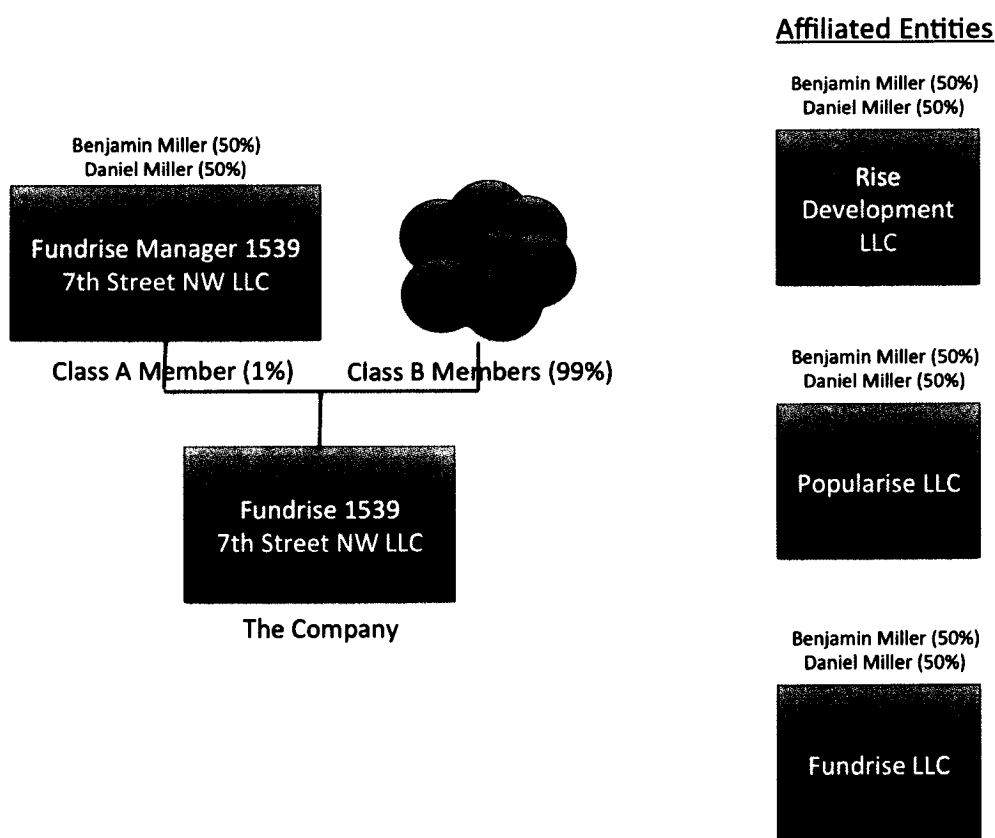 Affiliated Entities
Benjamin Miller (50%)
Daniel Miller (50%)
Fundrise Manager 1539
7th Street NW LLC
Class A Member (1%)
Class B Members (99%)
Fundrise 1539
7th Street NW LLC
The Company
Benjamin Miller (50%)
Daniel Miller (50%)
Rise
Development
LLC
Benjamin Miller (50%)
Daniel Miller (50%)
Popularise LLC
Benjamin Miller (50%)
Daniel Miller (50%)
Fundrise LLC